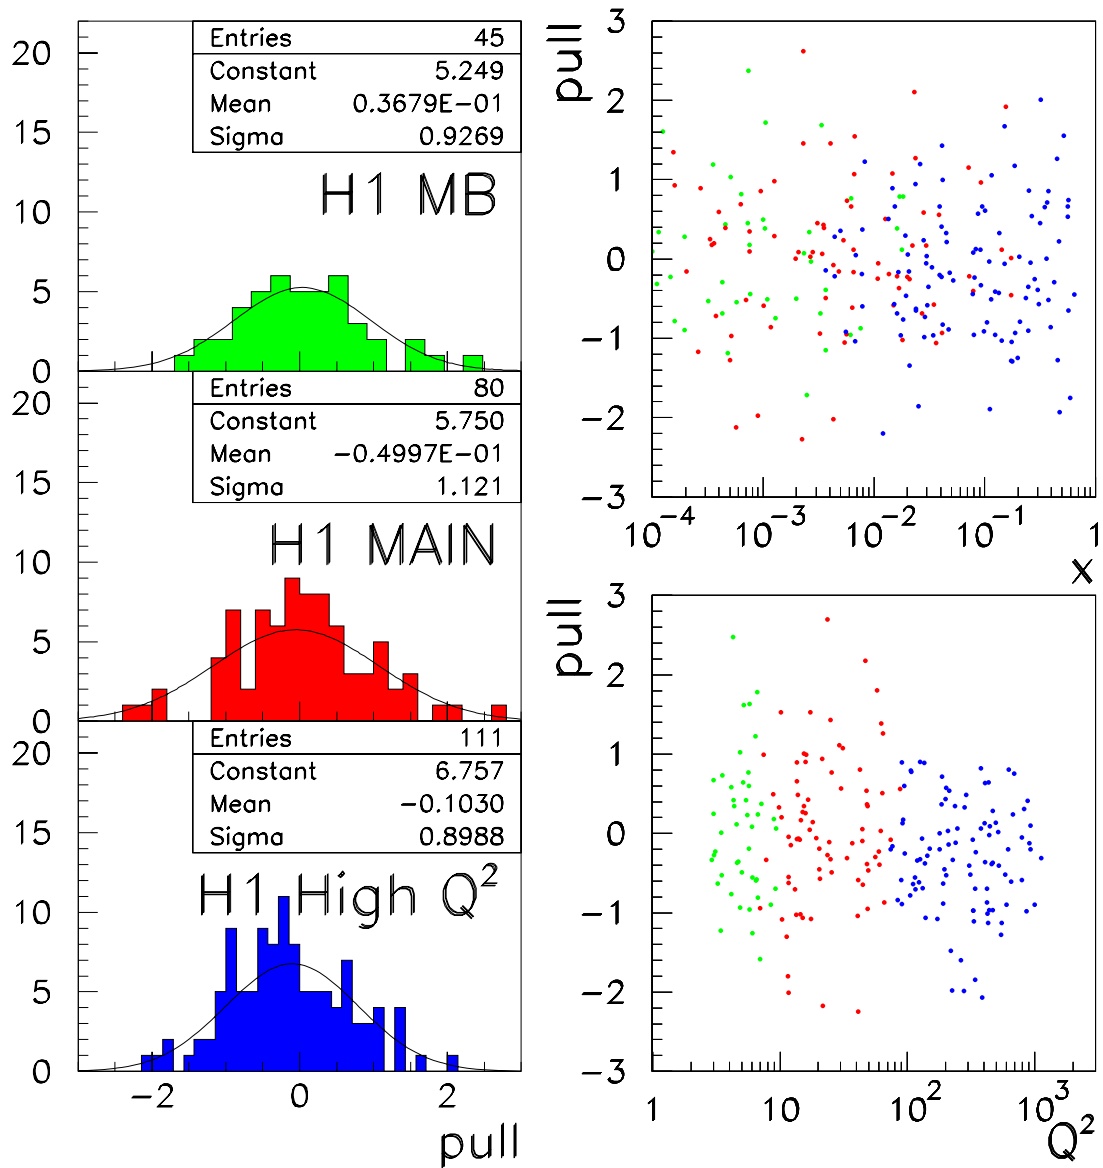 20
15
10
5
0
Entries 45
Constant 5.249
Mean 0.3679E-01
Sigma 0.9269
H1 MB
20
15
10
5
0
Entries 80
Constant 5.750
Mean -0.4997E-01
Sigma 1.121
H1 MAIN
20
15
10
5
0
Entries 111
Constant 6.757
Mean -0.1030
Sigma 0.8988
H1 High Q²
-2 0 2
pull
pull
3
2
1
0
-1
-2
-3
10⁻⁴ 10⁻³ 10⁻² 10⁻¹ 1
x
pull
3
2
1
0
-1
-2
-3
1 10 10² 10³
Q²